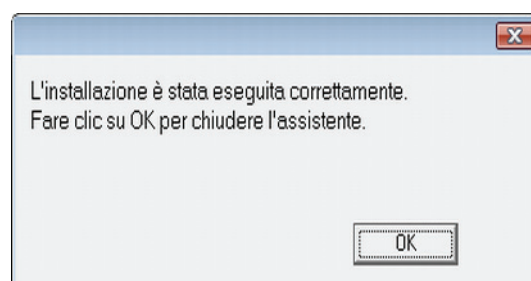 L'installazione è stata eseguita correttamente.
Fare clic su OK per chiudere l'assistente.
OK